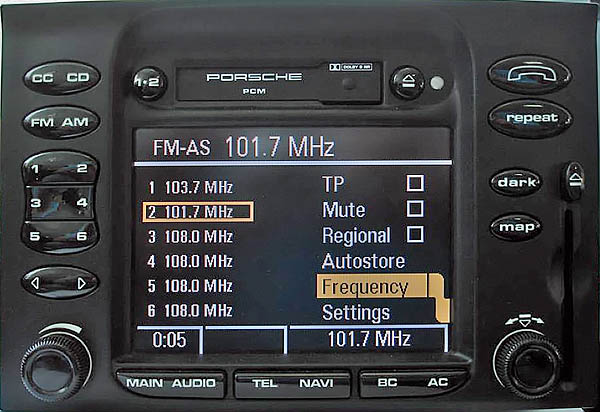 1•2
PORSCHE
DOLBY B NR
PCM
CC CD
FM AM
1 2
3 4
5 6
repeat
dark
map
FM-AS 101.7 MHz
1 103.7 MHz
2 101.7 MHz
3 108.0 MHz
4 108.0 MHz
5 108.0 MHz
6 108.0 MHz
TP
Mute
Regional
Autostore
Frequency
Settings
0:05
101.7 MHz
MAIN AUDIO
TEL NAVI
BC AC